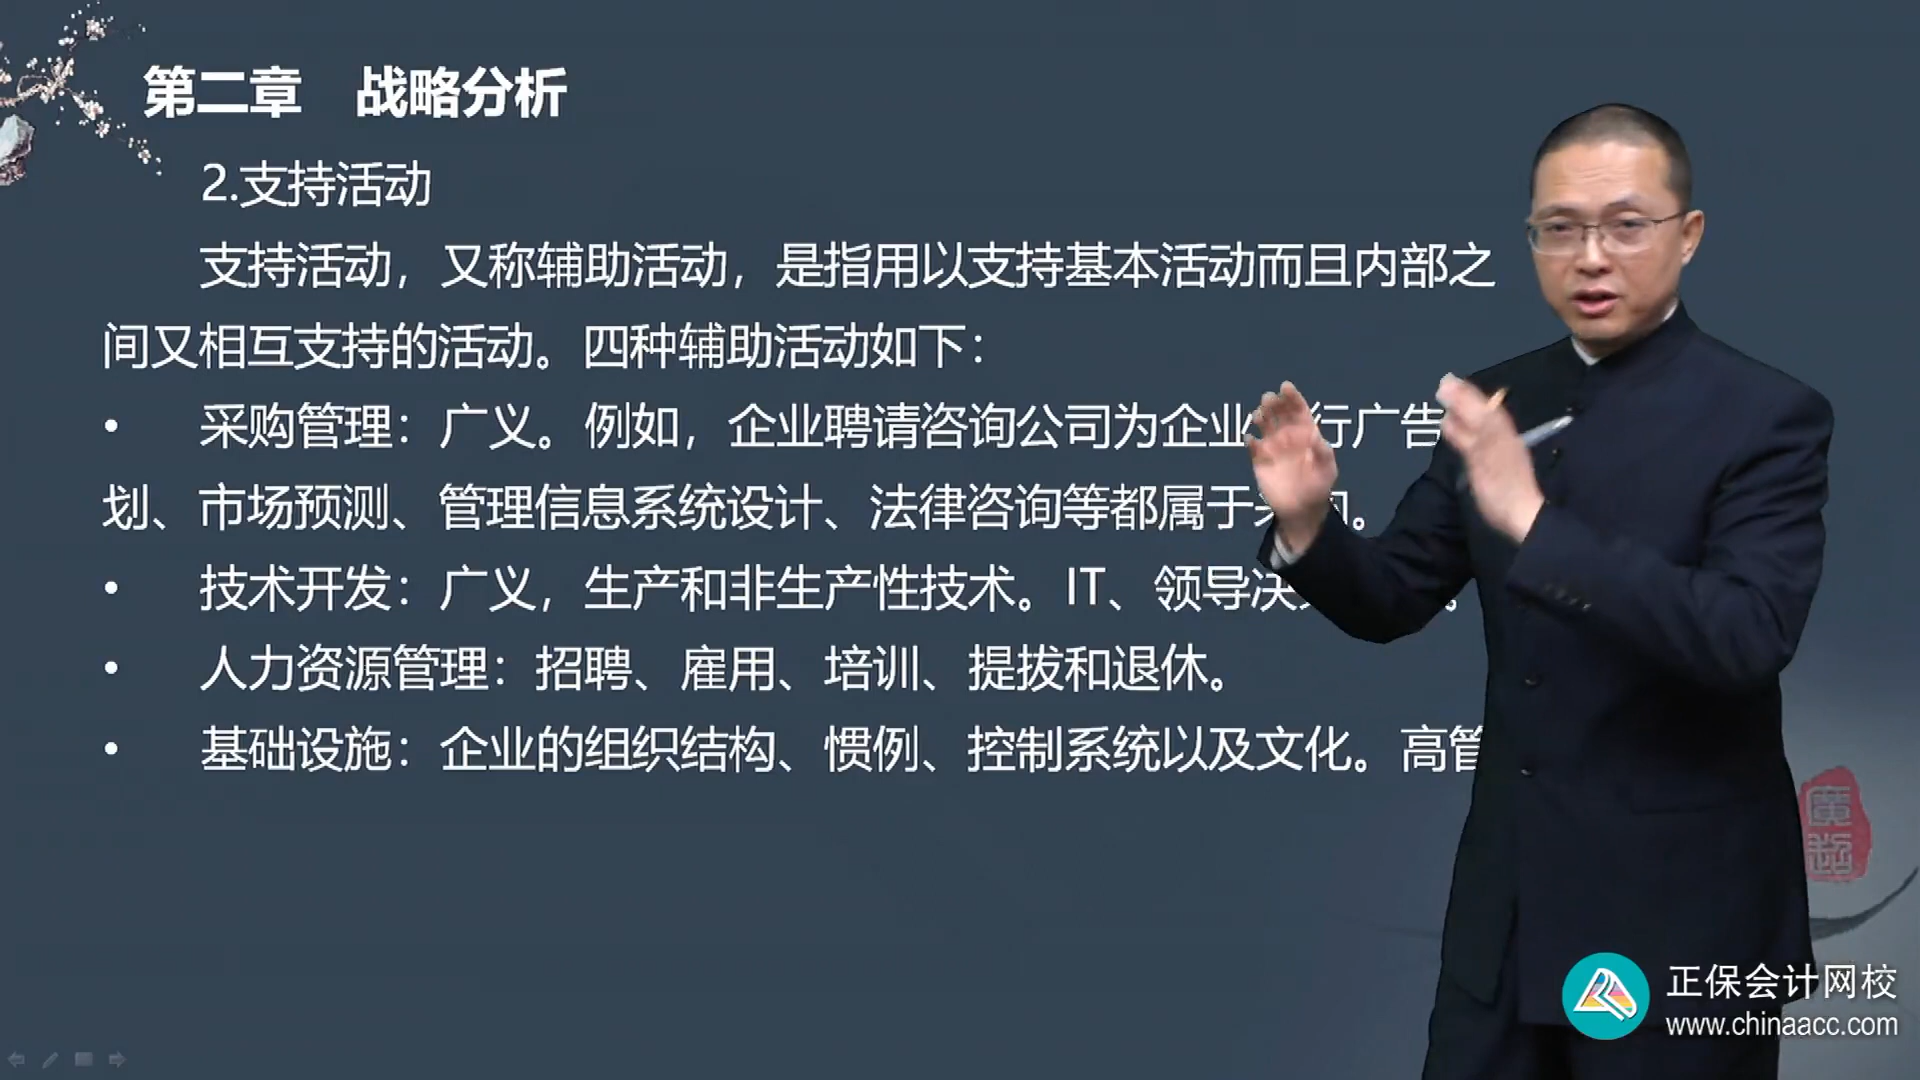 第二章 战略分析
2.支持活动
支持活动，又称辅助活动，是指用以支持基本活动而且内部之
间又相互支持的活动。四种辅助活动如下：
• 采购管理：广义。例如，企业聘请咨询公司为企业 行广告
划、市场预测、管理信息系统设计、法律咨询等都属于 。
• 技术开发：广义，生产和非生产性技术。IT、领导决 。
• 人力资源管理：招聘、雇用、培训、提拔和退休。
• 基础设施：企业的组织结构、惯例、控制系统以及文化。高管
正保会计网校
www.chinaacc.com